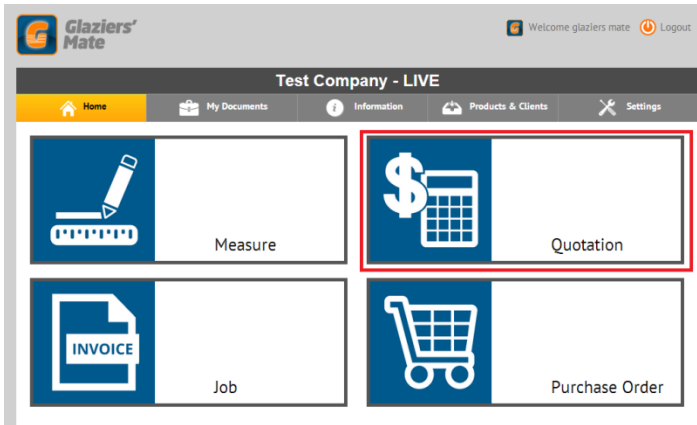 Glaziers'
Mate
Welcome glaziers mate Logout
Test Company - LIVE
Home My Documents Information Products & Clients Settings
Measure
$ Quotation
INVOICE
Job
Purchase Order